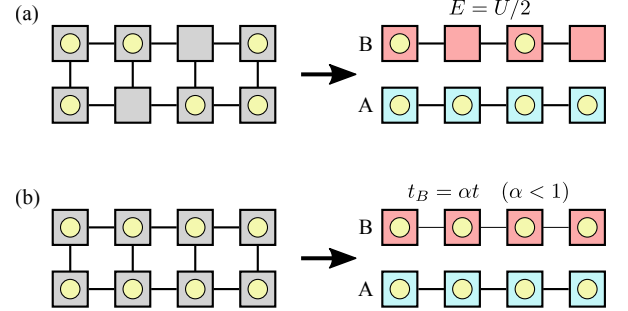 (a)
E = U/2
B
A
(b)
t_B = αt (α < 1)
B
A